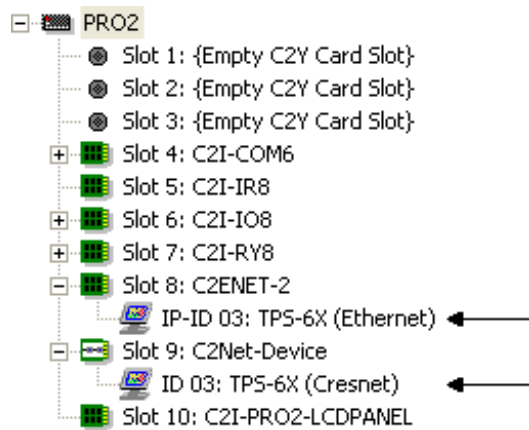 PRO2
Slot 1: {Empty C2Y Card Slot}
Slot 2: {Empty C2Y Card Slot}
Slot 3: {Empty C2Y Card Slot}
Slot 4: C2I-COM6
Slot 5: C2I-IR8
Slot 6: C2I-IO8
Slot 7: C2I-RY8
Slot 8: C2ENET-2
IP-ID 03: TPS-6X (Ethernet)
Slot 9: C2Net-Device
ID 03: TPS-6X (Cresnet)
Slot 10: C2I-PRO2-LCDPANEL